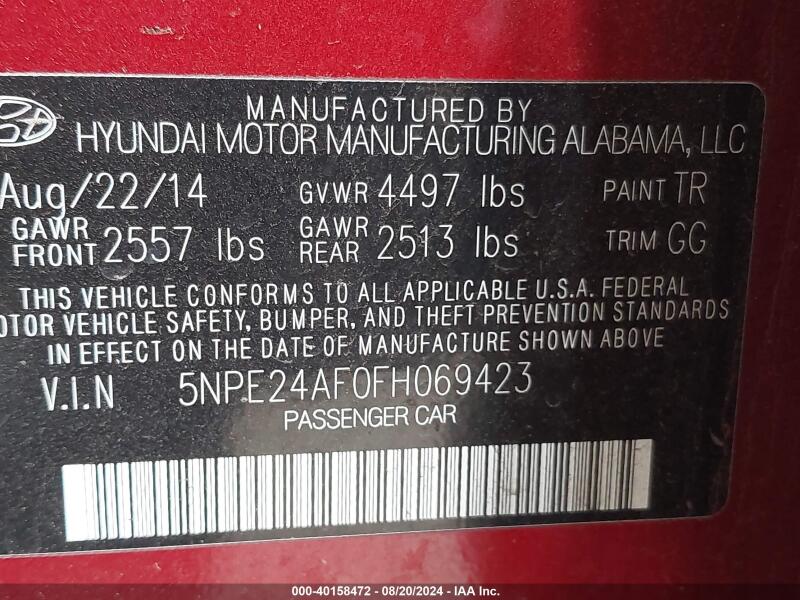 MANUFACTURED BY
HYUNDAI MOTOR MANUFACTURING ALABAMA, LLC
Aug/22/14 GVWR 4497 lbs PAINT TR
GAWR FRONT 2557 lbs GAWR REAR 2513 lbs TRIM GG
THIS VEHICLE CONFORMS TO ALL APPLICABLE U.S.A. FEDERAL
OTOR VEHICLE SAFETY, BUMPER, AND THEFT PREVENTION STANDARDS
IN EFFECT ON THE DATE OF MANUFACTURE SHOWN ABOVE
V.I.N 5NPE24AF0FH069423
PASSENGER CAR
000-40158472 - 08/20/2024 - IAA Inc.